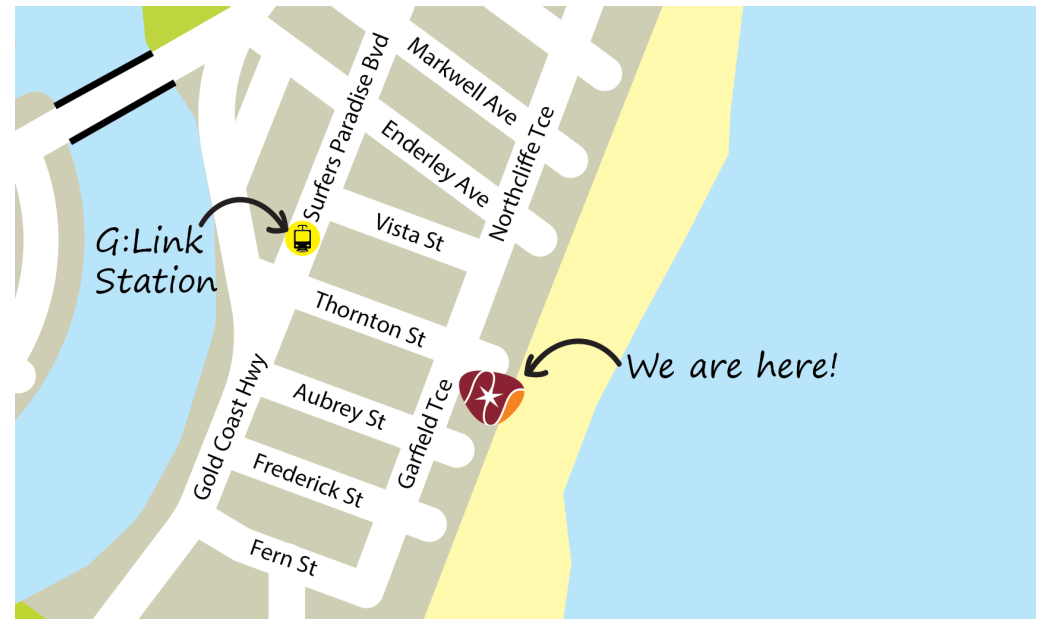 Markwell Ave
Surfers Paradise Bvd
Northcliffe Tce
Enderley Ave
Vista St
G:Link
Station
Thornton St
We are here!
Gold Coast Hwy
Aubrey St
Garfield Tce
Frederick St
Fern St